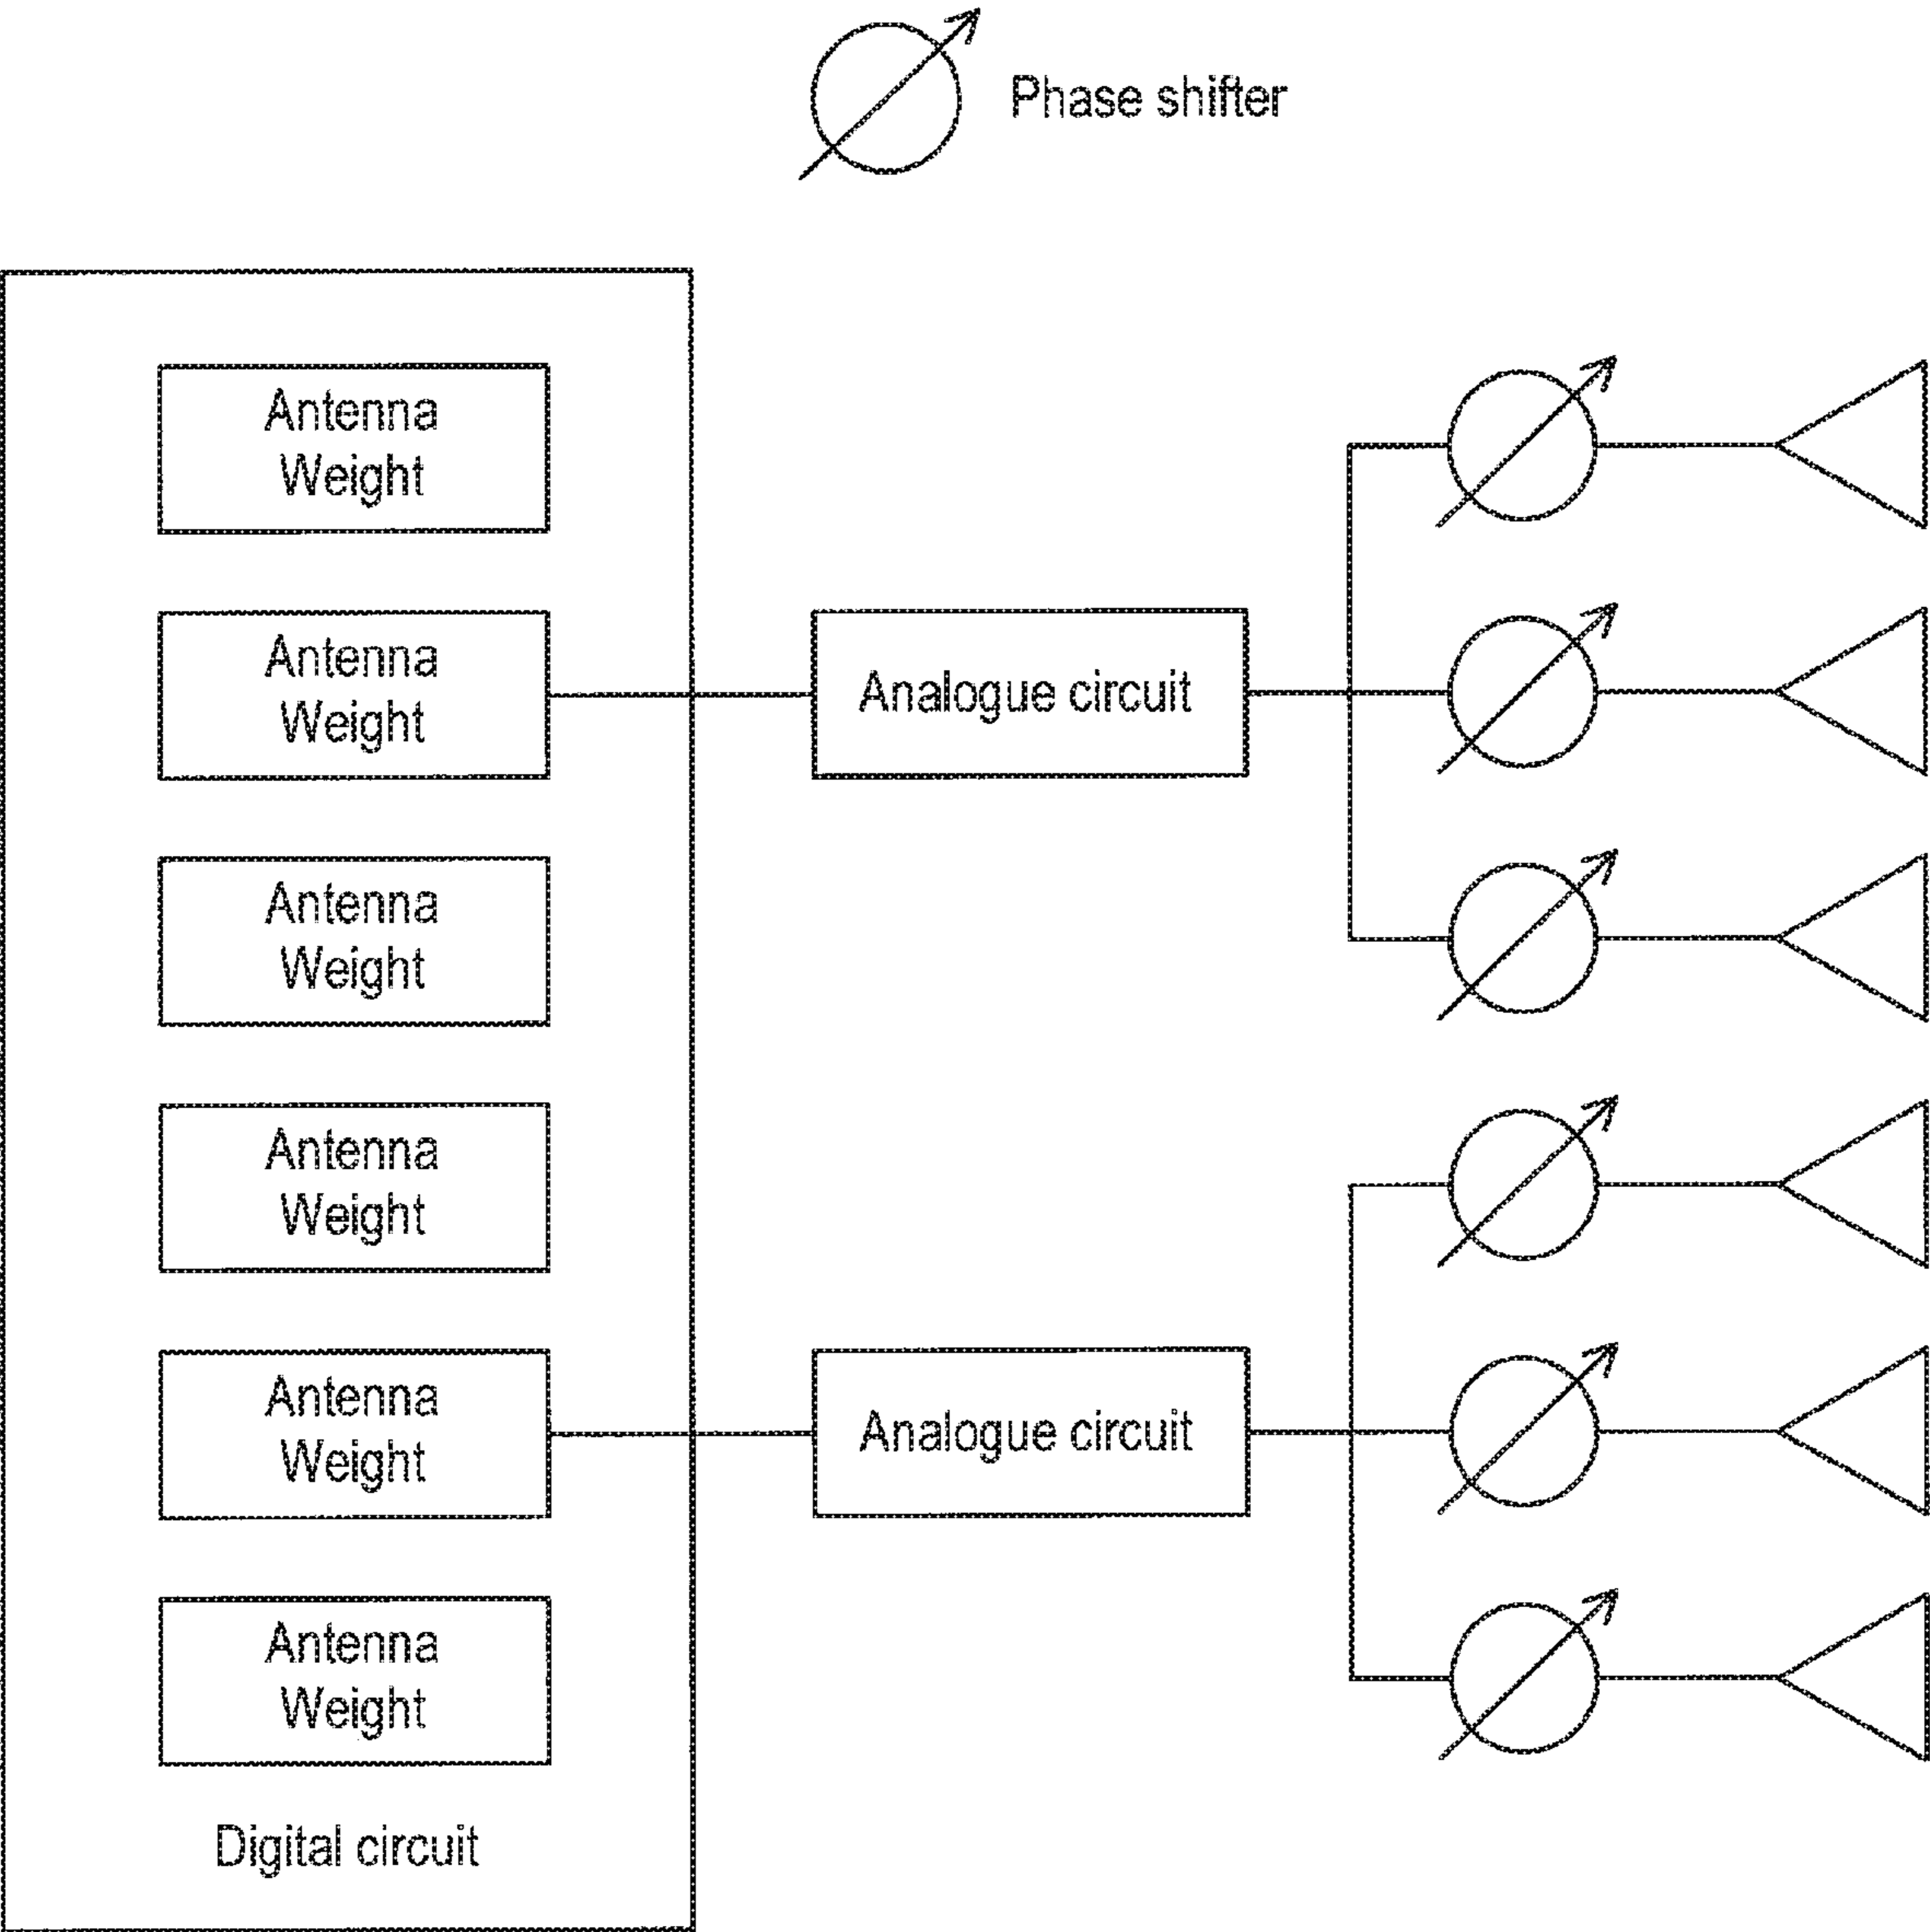 Phase shifter
Antenna
Weight
Antenna
Weight
Analogue circuit
Antenna
Weight
Antenna
Weight
Antenna
Weight
Analogue circuit
Antenna
Weight
Digital circuit